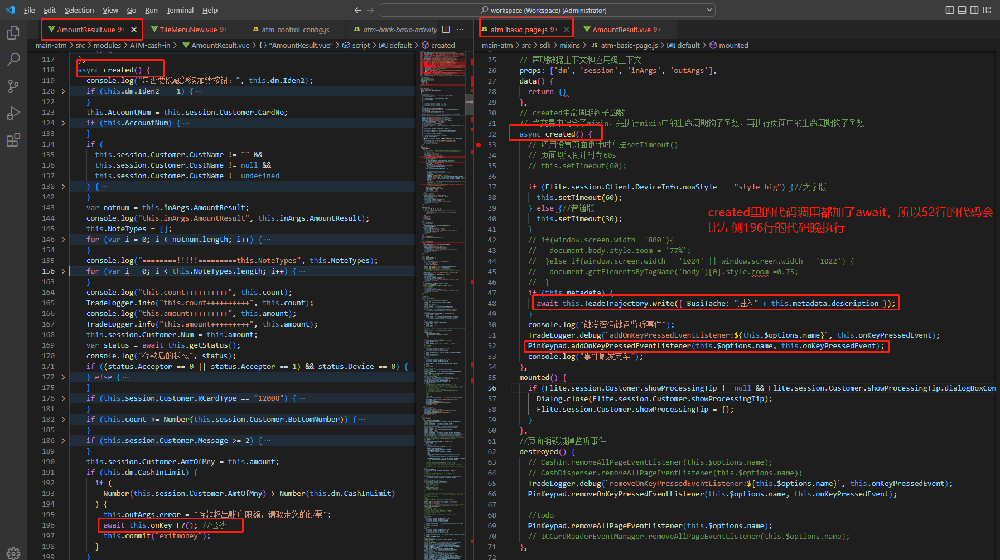 File Edit Selection View Go Run Terminal Help
workspace (Workspace) [Administrator]
AmountResult.vue 9+
TileMenuNew.vue 9+
JS atm-control-config.js
JS atm-back-basic-activity.
main-atm > src > modules > ATM-cash-in > AmountResult.vue > {} "AmountResult.vue" > script > default > created
117 },
118 async created() {
119 console.log("是否要隐藏继续加钞按钮：", this.dm.Iden2);
120 if (this.dm.Iden2 == 1) {…
122 }
123 this.AccountNum = this.session.Customer.CardNo;
124 if (this.AccountNum) {…
133 }
134 if (
135 this.session.Customer.CustName != "" &&
136 this.session.Customer.CustName != null &&
137 this.session.Customer.CustName != undefined
138 ) {…
142 }
143 var notnum = this.inArgs.AmountResult;
144 console.log("this.inArgs.AmountResult", this.inArgs.AmountResult);
145 this.NoteTypes = [];
146 for (var i = 0; i < notnum.length; i++) {…
154 }
155 console.log("========!!!!!=========this.NoteTypes", this.NoteTypes);
156 for (var i = 0; i < this.NoteTypes.length; i++) {…
163 }
164 console.log("this.count++++++++++", this.count);
165 TradeLogger.info("this.count++++++++++", this.count);
166 console.log("this.amount+++++++++", this.amount);
167 TradeLogger.info("this.amount+++++++++", this.amount);
168 this.session.Customer.Num = this.amount;
169 var status = await this.getStatus();
170 console.log("存款后的状态", status);
171 if ((status.Acceptor == 0 || status.Acceptor == 1) && status.Device == 0) {
172 } else {…
175 }
176 if (this.session.Customer.RCardType == "12000") {…
181 }
182 if (this.count >= Number(this.session.Customer.BottomNumber)) {…
185 }
186 if (this.session.Customer.Message >= 2) {…
189 }
190 this.session.Customer.AmtOfMny = this.amount;
191 if (this.dm.CashInLimit) {
192 if (
193 Number(this.session.Customer.AmtOfMny) > Number(this.dm.CashInLimit)
194 ) {
195 this.outArgs.error = "存款超出账户限额，请取走您的钞票";
196 await this.onKey_F7(); //退钞
197 this.commit("exitmoney");
198 }
199 }
JS atm-basic-page.js 9+
AmountResult.vue 9+
main-atm > src > sdk > mixins > JS atm-basic-page.js > default > mounted
25 // 声明数据上下文和应用级上下文
26 props: ['dm', 'session', 'inArgs', 'outArgs'],
27 data() {
28 return {}
29 },
30 // created生命周期钩子函数
31 // 当交易中混合了mixin，先执行mixin中的生命周期钩子函数，再执行页面中的生命周期钩子函数
32 async created() {
33 // 调用设置页面倒计时方法setTimeout()
34 // 页面默认倒计时为60s
35 // this.setTimeout(60);
36
37 if (Flite.session.Client.DeviceInfo.nowStyle == "style_big") {//大字版
38 this.setTimeout(60);
39 } else {//普通版
40 this.setTimeout(30);
41 }
42 // if(window.screen.width=='800'){
43 // document.body.style.zoom = '77%';
44 // }else if(window.screen.width =='1024' || window.screen.width =='1022') {
45 // document.getElementsByTagName('body')[0].style.zoom =0.75;
46 // }
47 if (this.metadata) {
48 await this.TeadeTrajectory.write({ BusiTache: "进入" + this.metadata.description });
49 }
50 console.log("触发密码键盘监听事件");
51 TradeLogger.debug(`addOnKeyPressedEventListener:${this.$options.name}`, this.onKeyPressedEvent);
52 PinKeypad.addOnKeyPressedEventListener(this.$options.name, this.onKeyPressedEvent);
53 console.log("事件触发完毕");
54 },
55 mounted() {
56 if (Flite.session.Customer.showProcessingTip != null && Flite.session.Customer.showProcessingTip.dialogBoxCon
57 Dialog.close(Flite.session.Customer.showProcessingTip);
58 Flite.session.Customer.showProcessingTip = {};
59 }
60 },
61 //页面销毁减掉监听事件
62 destroyed() {
63 // CashIn.removeAllPageEventListener(this.$options.name);
64 // CashDispenser.removeAllPageEventListener(this.$options.name);
65 TradeLogger.debug(`removeOnKeyPressedEventListener:${this.$options.name}`, this.onKeyPressedEvent);
66 PinKeypad.removeOnKeyPressedEventListener(this.$options.name, this.onKeyPressedEvent);
67
68 //todo
69 PinKeypad.removeAllPageEventListener(this.$options.name);
70 // ICCardReaderEventManager.removeAllPageEventListener(this.$options.name);
71 },
72
created里的代码调用都加了await，所以52行的代码会
比左侧196行的代码晚执行